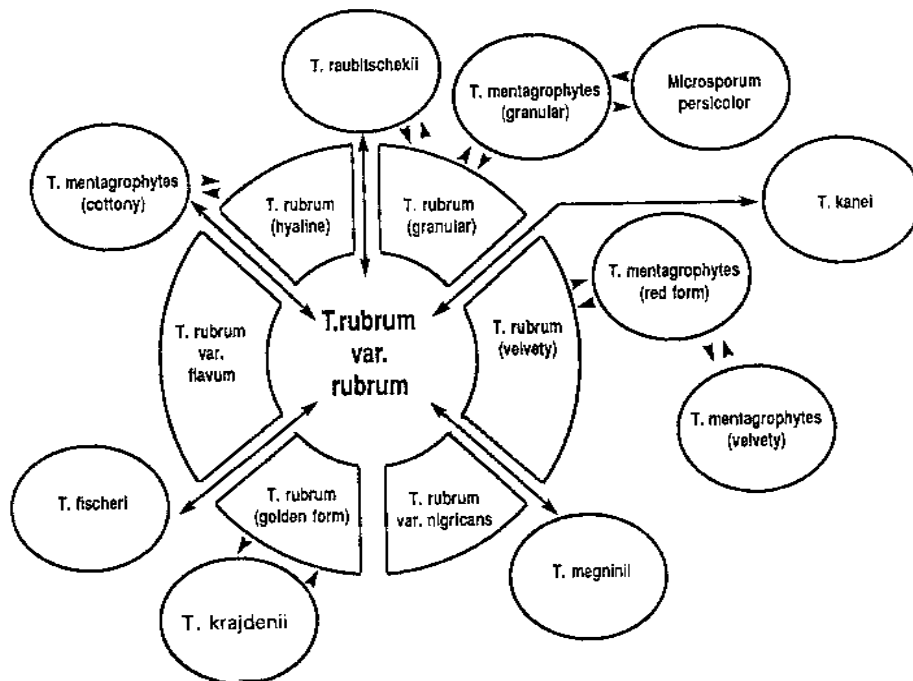 T. raubitschekii
T. mentagrophytes
(granular)
Microsporum
persicolor
T. mentagrophytes
(cottony)
T. rubrum
(hyaline)
T. rubrum
(granular)
T. kanei
T. mentagrophytes
(red form)
T. rubrum
var.
flavum
T.rubrum
var.
rubrum
T. rubrum
(velvety)
T. mentagrophytes
(velvety)
T. fischeri
T. rubrum
(golden form)
T. rubrum
var. nigricans
T. megninii
T. krajdenii